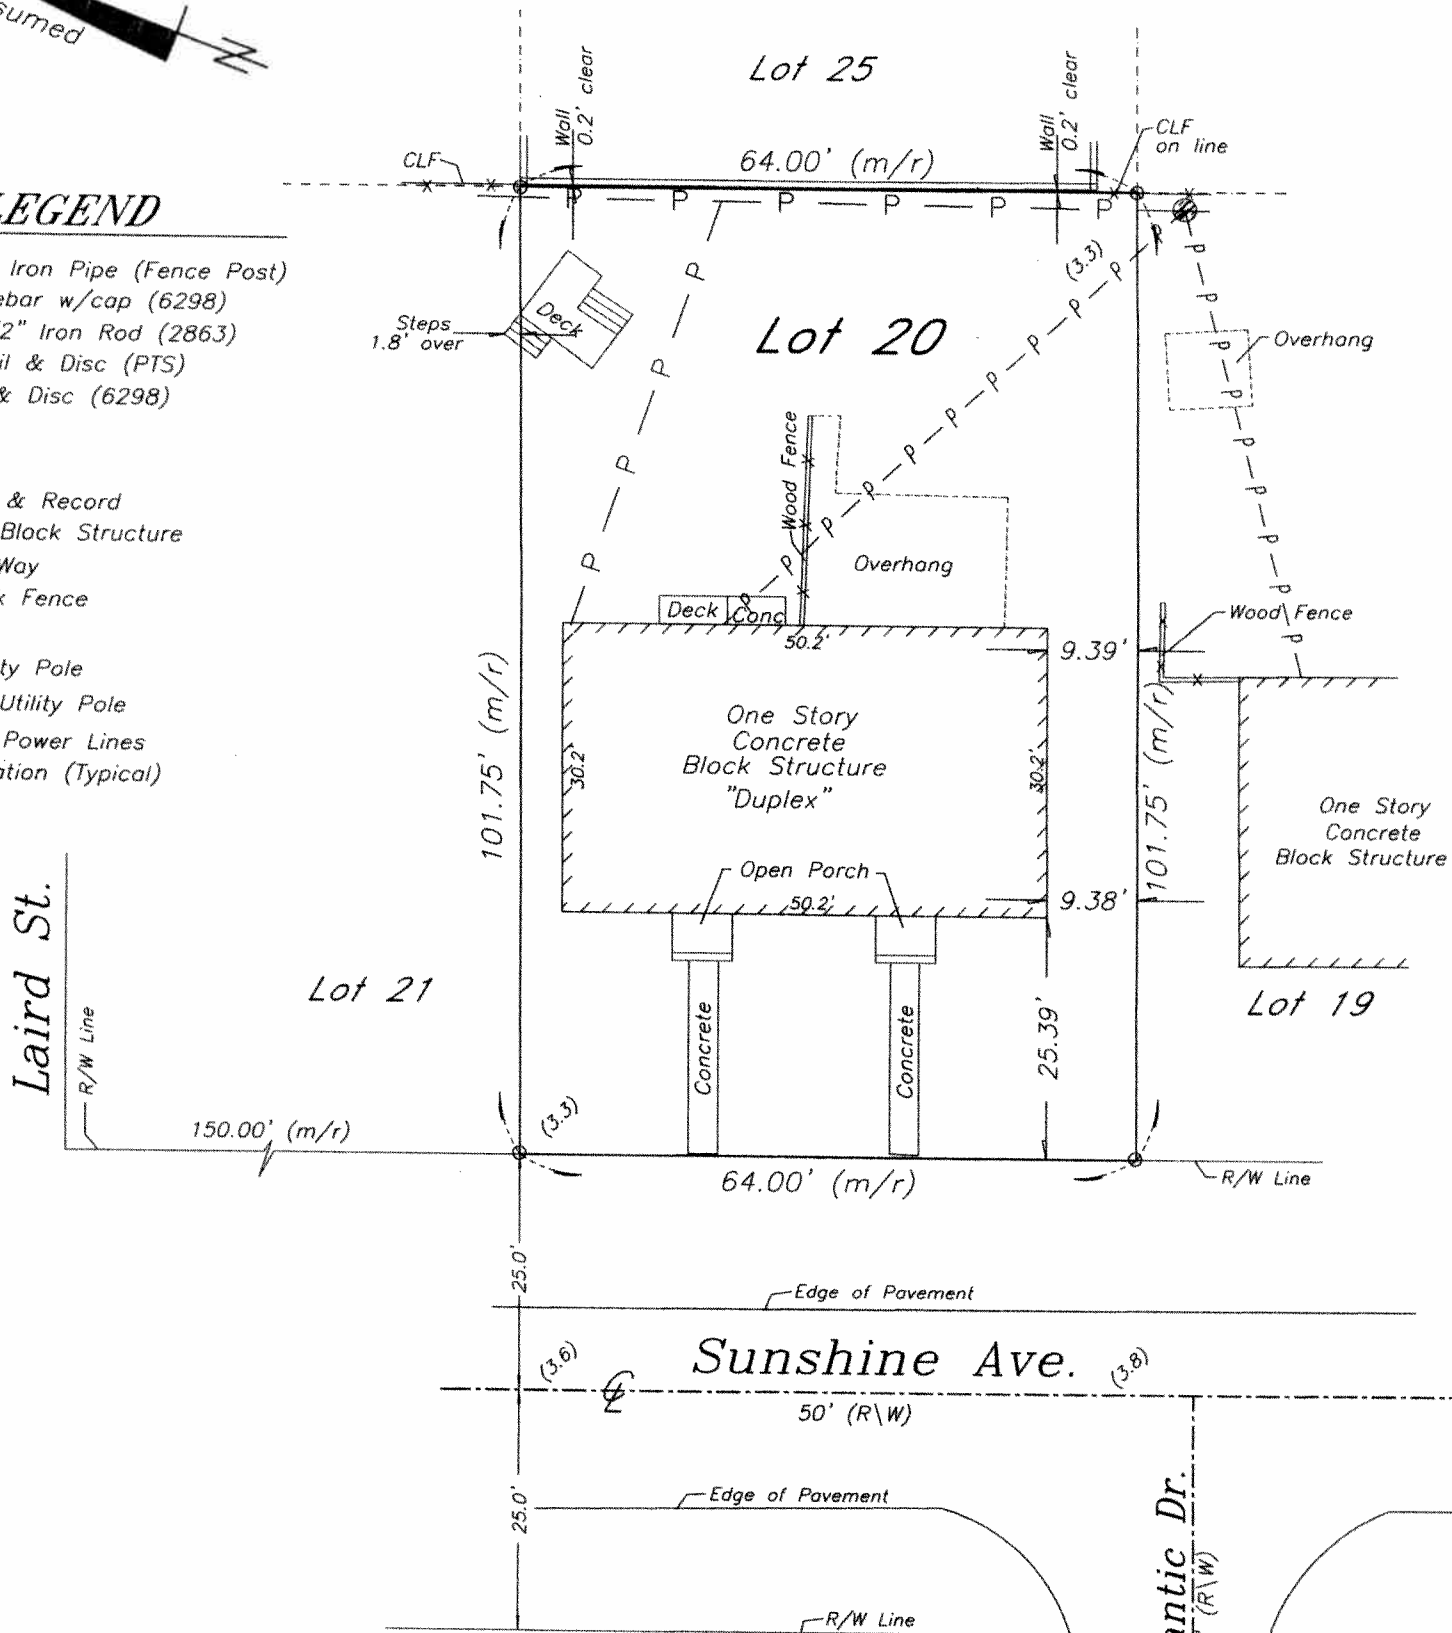 sumed
N
Lot 25
Wall
0.2' clear
Wall
0.2' clear
CLF
64.00' (m/r)
CLF
on line
P P P P P P
LEGEND
Iron Pipe (Fence Post)
ebar w/cap (6298)
/2" Iron Rod (2863)
il & Disc (PTS)
& Disc (6298)
& Record
Block Structure
Way
k Fence
ty Pole
Utility Pole
Power Lines
ation (Typical)
Deck
Steps
1.8' over
Lot 20
(3.3)
P P P P
P P P P P P P P P P P
P P P P P P P P P
Overhang
Wood Fence
Overhang
Deck
Conc
50.2'
9.39'
Wood Fence
101.75' (m/r)
30.2'
One Story
Concrete
Block Structure
"Duplex"
30.2'
101.75' (m/r)
One Story
Concrete
Block Structure
Open Porch
50.2'
9.38'
Laird St.
R/W Line
Lot 21
Concrete
Concrete
25.39'
Lot 19
150.00' (m/r)
(3.3)
64.00' (m/r)
R/W Line
25.0'
Edge of Pavement
Sunshine Ave.
(3.6)
(3.8)
50' (R\W)
25.0'
Edge of Pavement
antic Dr.
(R\W)
R/W Line